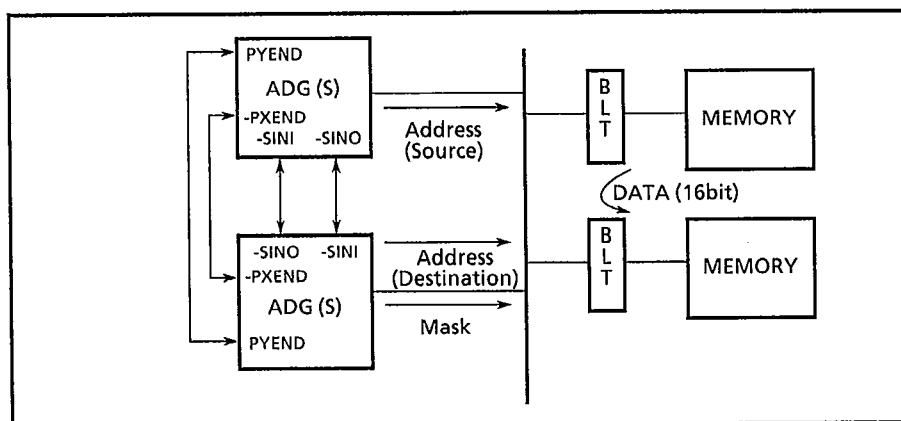 PYEND
ADG (S)
-PXEND
-SINI -SINO
Address
(Source)
B
L
T
MEMORY
DATA (16bit)
-SINO -SINI
-PXEND
ADG (S)
PYEND
Address
(Destination)
Mask
B
L
T
MEMORY